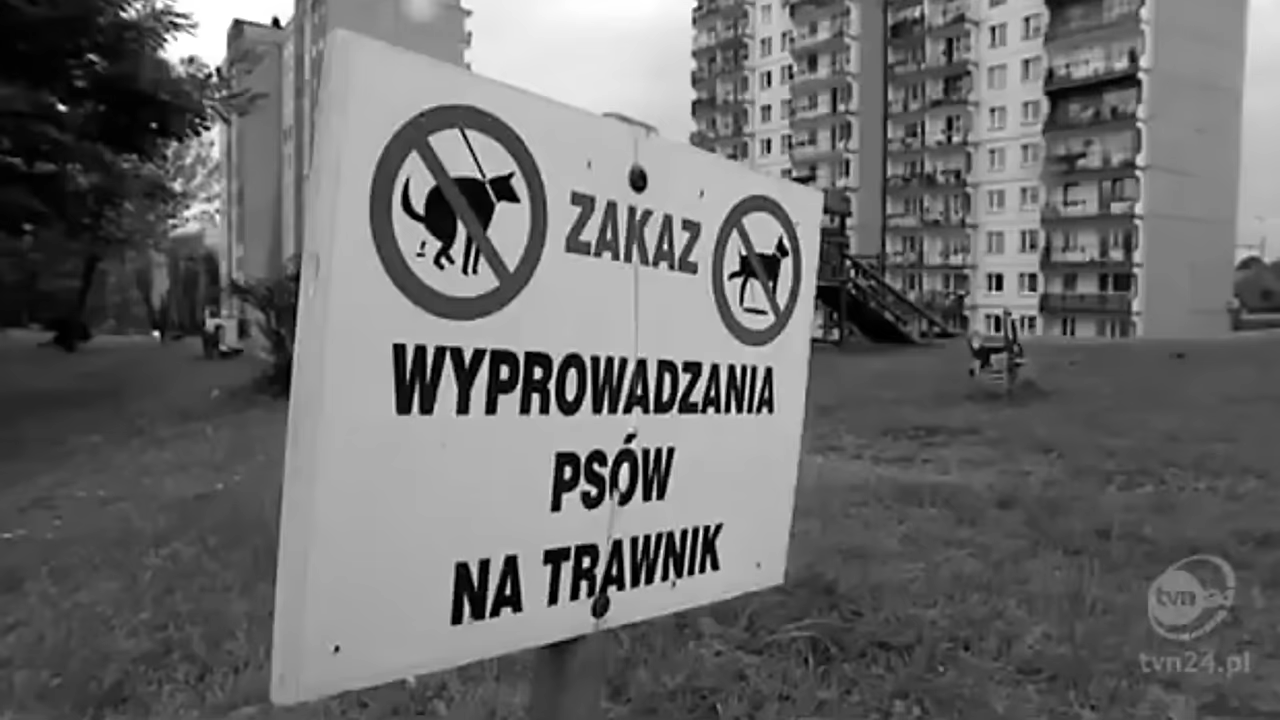 ZAKAZ
WYPROWADZANIA
PSÓW
NA TRAWNIK
tvn24
tvn24.pl